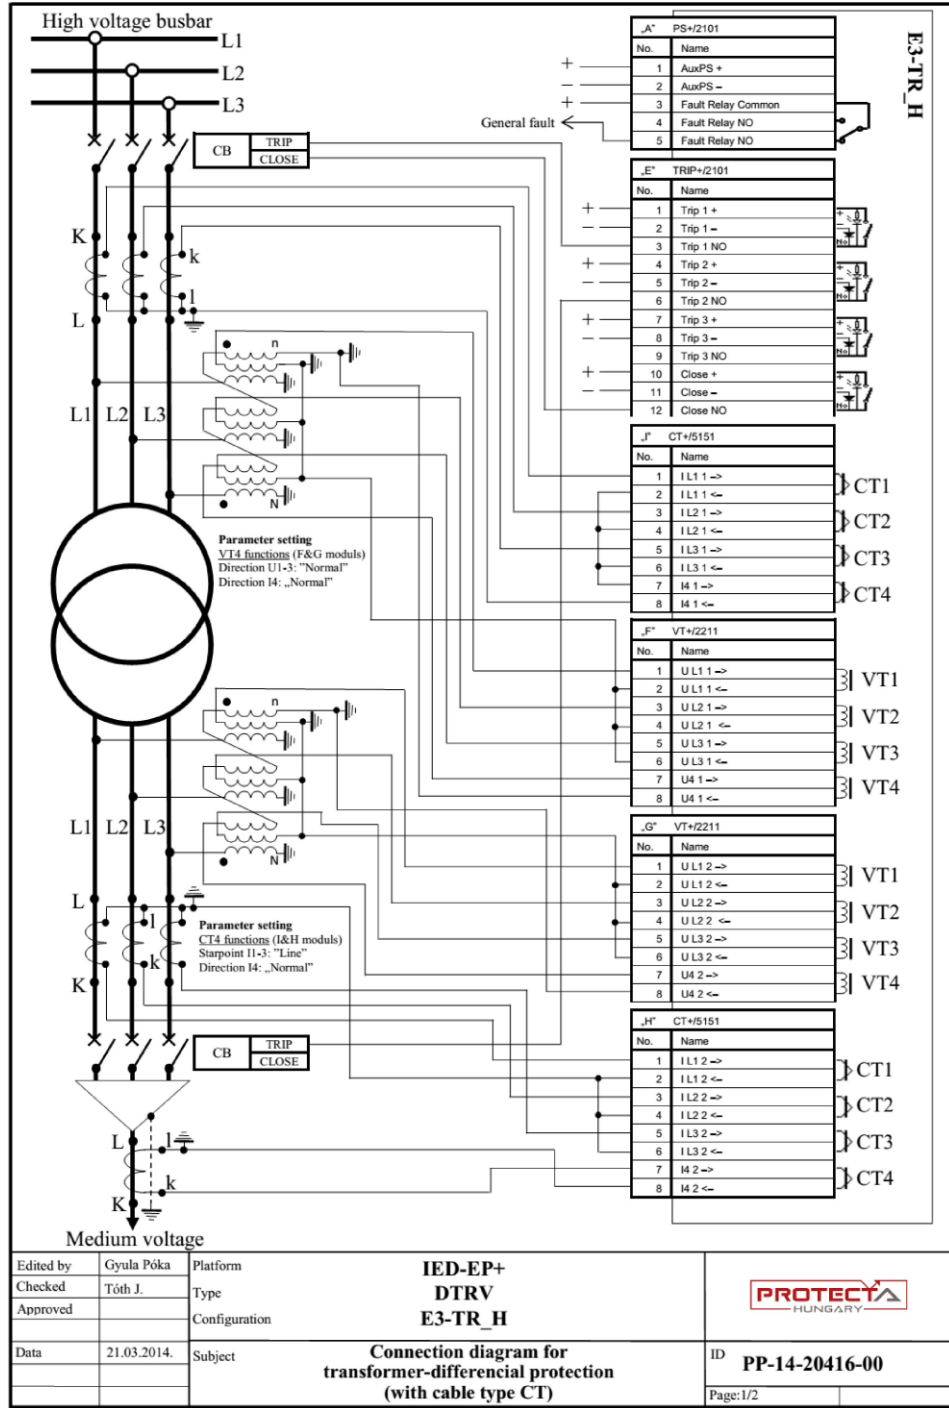 High voltage busbar
L1
L2
L3
CB
TRIP
CLOSE
K
k
l
L
n
L1
L2
L3
N
Parameter setting
VT4 functions (F&G moduls)
Direction U1-3: "Normal"
Direction I4: „Normal"
n
L1
L2
L3
N
L
l
k
K
Parameter setting
CT4 functions (I&H moduls)
Starpoint I1-3: "Line"
Direction I4: „Normal"
CB
TRIP
CLOSE
L
l
k
K
Medium voltage
E3-TR_H
„A" PS+/2101
No. Name
+ 1 AuxPS +
− 2 AuxPS −
+ 3 Fault Relay Common
General fault 4 Fault Relay NO
5 Fault Relay NO
„E" TRIP+/2101
No. Name
+ 1 Trip 1 +
− 2 Trip 1 −
3 Trip 1 NO
+ 4 Trip 2 +
− 5 Trip 2 −
6 Trip 2 NO
+ 7 Trip 3 +
− 8 Trip 3 −
9 Trip 3 NO
+ 10 Close +
− 11 Close −
12 Close NO
+
−
No
+
−
No
+
−
No
+
−
No
„I" CT+/5151
No. Name
1 I L1 1 −>
2 I L1 1 <−
3 I L2 1 −>
4 I L2 1 <−
5 I L3 1 −>
6 I L3 1 <−
7 I4 1 −>
8 I4 1 <−
CT1
CT2
CT3
CT4
„F" VT+/2211
No. Name
1 U L1 1 −>
2 U L1 1 <−
3 U L2 1 −>
4 U L2 1 <−
5 U L3 1 −>
6 U L3 1 <−
7 U4 1 −>
8 U4 1 <−
VT1
VT2
VT3
VT4
„G" VT+/2211
No. Name
1 U L1 2 −>
2 U L1 2 <−
3 U L2 2 −>
4 U L2 2 <−
5 U L3 2 −>
6 U L3 2 <−
7 U4 2 −>
8 U4 2 <−
VT1
VT2
VT3
VT4
„H" CT+/5151
No. Name
1 I L1 2 −>
2 I L1 2 <−
3 I L2 2 −>
4 I L2 2 <−
5 I L3 2 −>
6 I L3 2 <−
7 I4 2 −>
8 I4 2 <−
CT1
CT2
CT3
CT4
Edited by Gyula Póka
Checked Tóth J.
Approved
Data 21.03.2014.
Platform IED-EP+
Type DTRV
Configuration E3-TR_H
Subject Connection diagram for
transformer-differencial protection
(with cable type CT)
PROTECTA
HUNGARY
ID PP-14-20416-00
Page:1/2